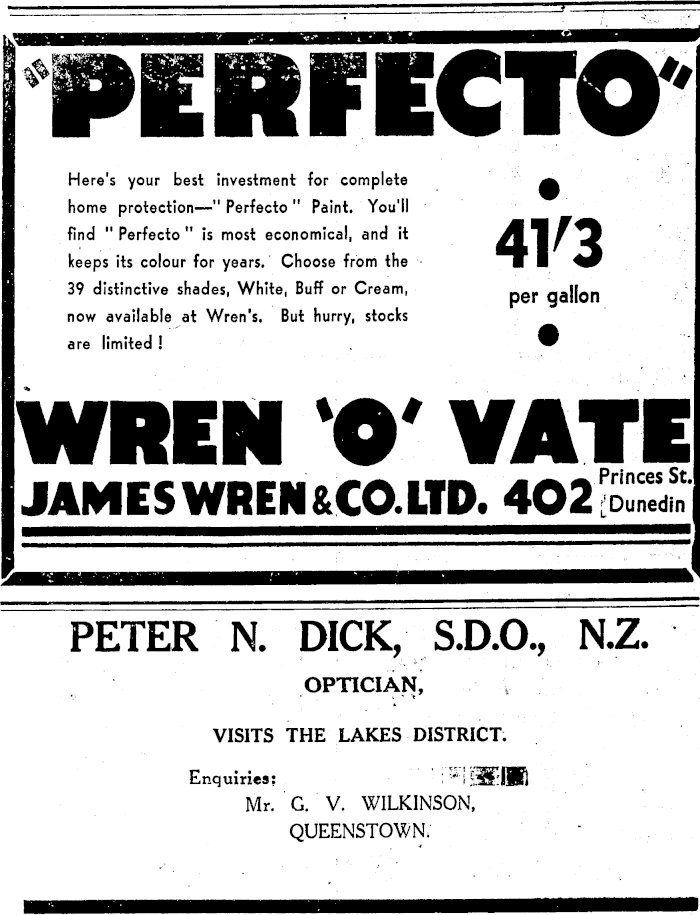 "PERFECTO"
Here's your best investment for complete
home protection—"Perfecto" Paint. You'll
find "Perfecto" is most economical, and it
keeps its colour for years. Choose from the
39 distinctive shades, White, Buff or Cream,
now available at Wren's. But hurry, stocks
are limited!
41/3
per gallon
WREN 'O' VATE
JAMES WREN & CO. LTD. 402 Princes St.
Dunedin
PETER N. DICK, S.D.O., N.Z.
OPTICIAN,
VISITS THE LAKES DISTRICT.
Enquiries:
Mr. G. V. WILKINSON,
QUEENSTOWN.